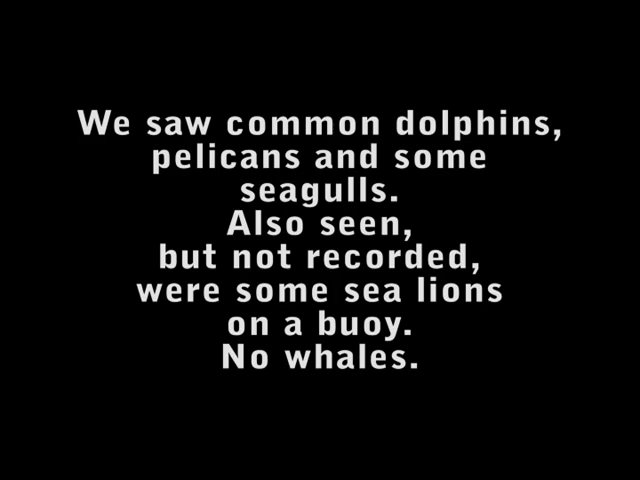 We saw common dolphins,
pelicans and some
seagulls.
Also seen,
but not recorded,
were some sea lions
on a buoy.
No whales.